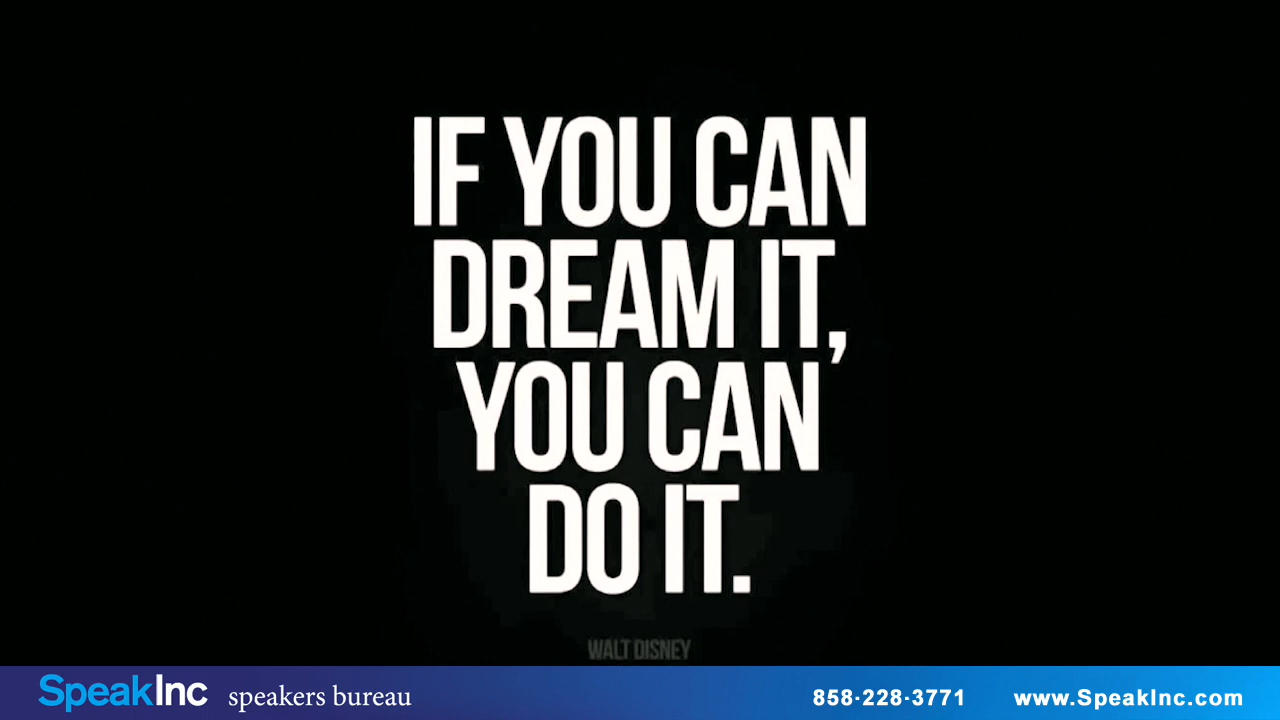 IF YOU CAN
DREAM IT,
YOU CAN
DO IT.
WALT DISNEY
SpeakInc speakers bureau 858-228-3771 www.SpeakInc.com